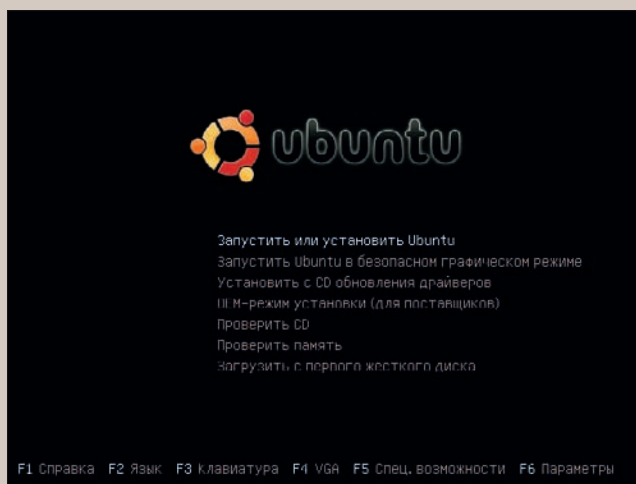 ubuntu
Запустить или установить Ubuntu
Запустить Ubuntu в безопасном графическом режиме
Установить с CD обновления драйверов
OEM-режим установки (для поставщиков)
Проверить CD
Проверить память
Загрузить с первого жесткого диска
F1 Справка F2 Язык F3 Клавиатура F4 VGA F5 Спец. возможности F6 Параметры